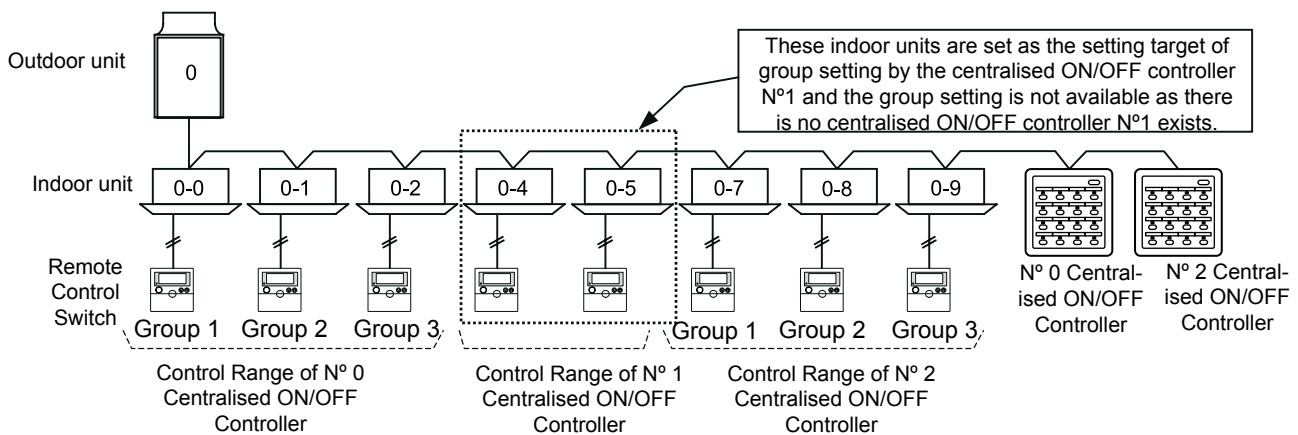 Outdoor unit
0
These indoor units are set as the setting target of
group setting by the centralised ON/OFF controller
Nº1 and the group setting is not available as there
is no centralised ON/OFF controller Nº1 exists.
Indoor unit
0-0
0-1
0-2
0-4
0-5
0-7
0-8
0-9
Remote
Control
Switch
Group 1
Group 2
Group 3
Group 1
Group 2
Group 3
Nº 0 Central-
ised ON/OFF
Controller
Nº 2 Central-
ised ON/OFF
Controller
Control Range of Nº 0
Centralised ON/OFF
Controller
Control Range of Nº 1
Centralised ON/OFF
Controller
Control Range of Nº 2
Centralised ON/OFF
Controller